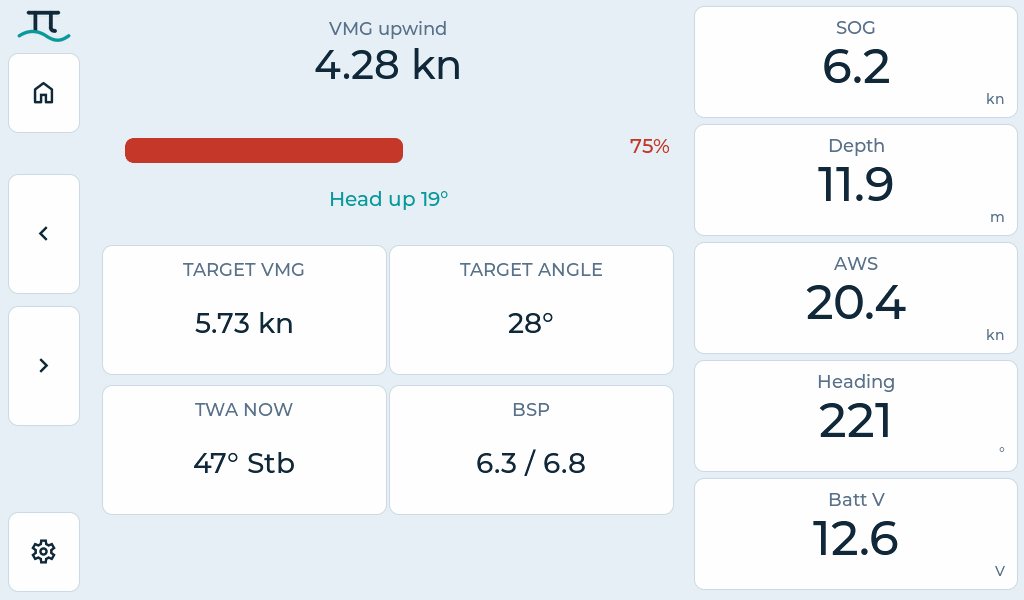 VMG upwind
4.28 kn
75%
Head up 19°
TARGET VMG
5.73 kn
TARGET ANGLE
28°
TWA NOW
47° Stb
BSP
6.3 / 6.8
SOG
6.2
kn
Depth
11.9
m
AWS
20.4
kn
Heading
221
°
Batt V
12.6
V